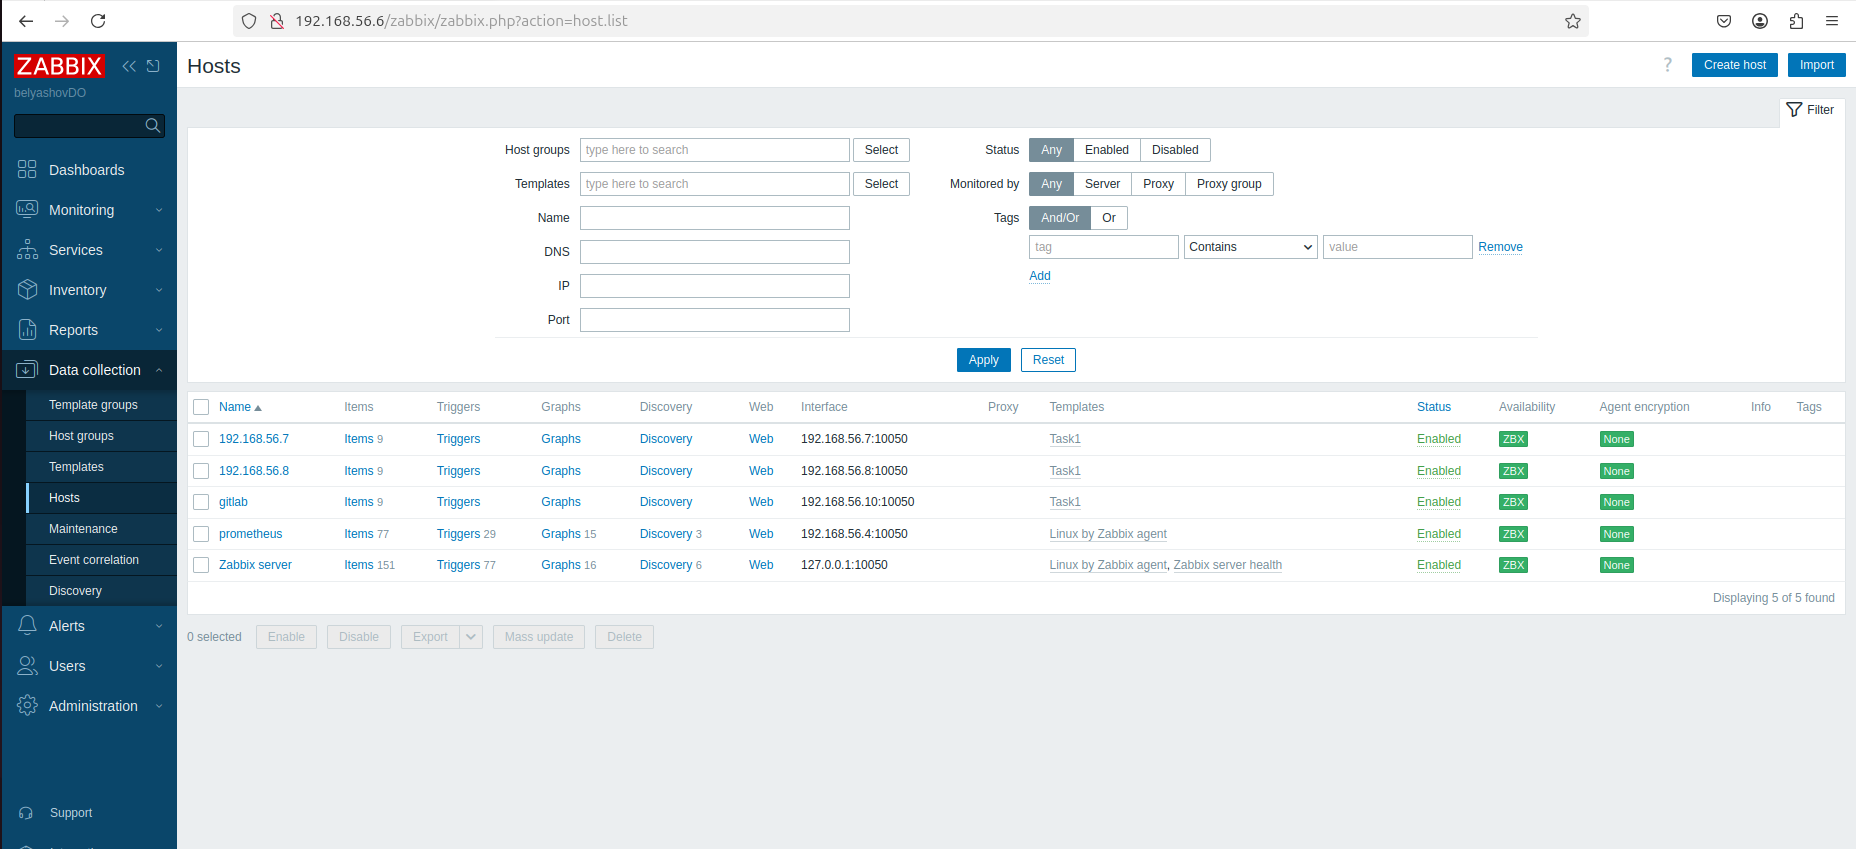 192.168.56.6/zabbix/zabbix.php?action=host.list
ZABBIX
belyashovDO
Dashboards
Monitoring
Services
Inventory
Reports
Data collection
Template groups
Host groups
Templates
Hosts
Maintenance
Event correlation
Discovery
Alerts
Users
Administration
Support
Hosts
? Create host Import
Filter
Host groups type here to search Select
Templates type here to search Select
Name
DNS
IP
Port
Status Any Enabled Disabled
Monitored by Any Server Proxy Proxy group
Tags And/Or Or
tag Contains value Remove
Add
Apply Reset
Name Items Triggers Graphs Discovery Web Interface Proxy Templates Status Availability Agent encryption Info Tags
192.168.56.7 Items 9 Triggers Graphs Discovery Web 192.168.56.7:10050 Task1 Enabled ZBX None
192.168.56.8 Items 9 Triggers Graphs Discovery Web 192.168.56.8:10050 Task1 Enabled ZBX None
gitlab Items 9 Triggers Graphs Discovery Web 192.168.56.10:10050 Task1 Enabled ZBX None
prometheus Items 77 Triggers 29 Graphs 15 Discovery 3 Web 192.168.56.4:10050 Linux by Zabbix agent Enabled ZBX None
Zabbix server Items 151 Triggers 77 Graphs 16 Discovery 6 Web 127.0.0.1:10050 Linux by Zabbix agent, Zabbix server health Enabled ZBX None
Displaying 5 of 5 found
0 selected Enable Disable Export Mass update Delete